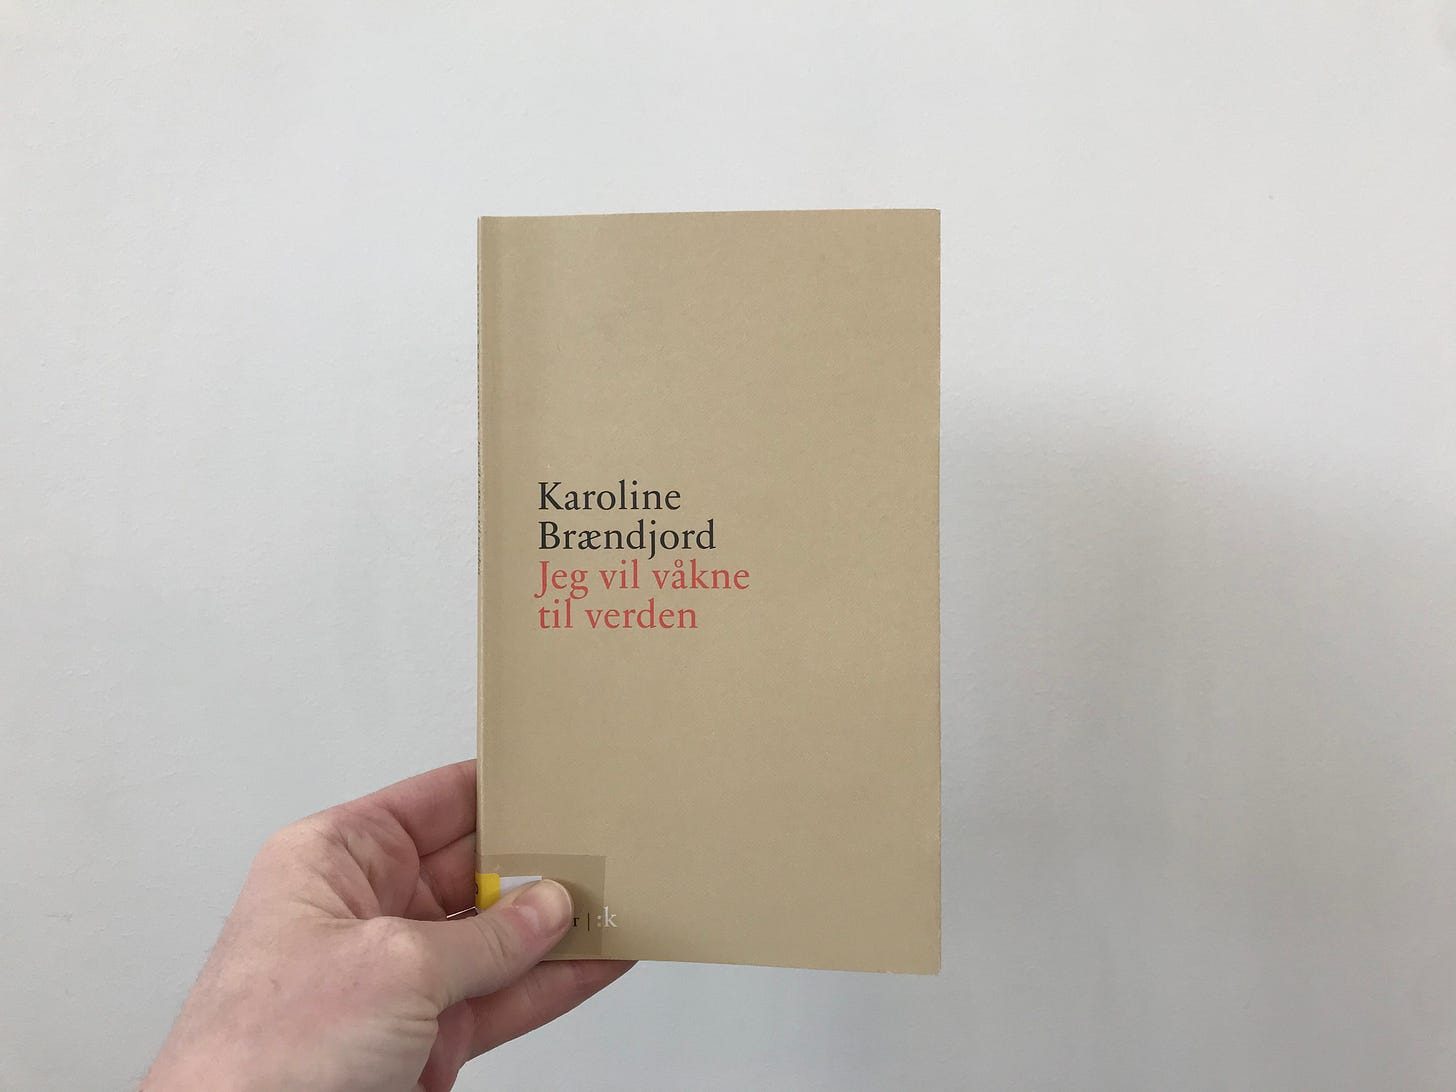 Karoline
Brændjord
Jeg vil våkne
til verden
r | :k